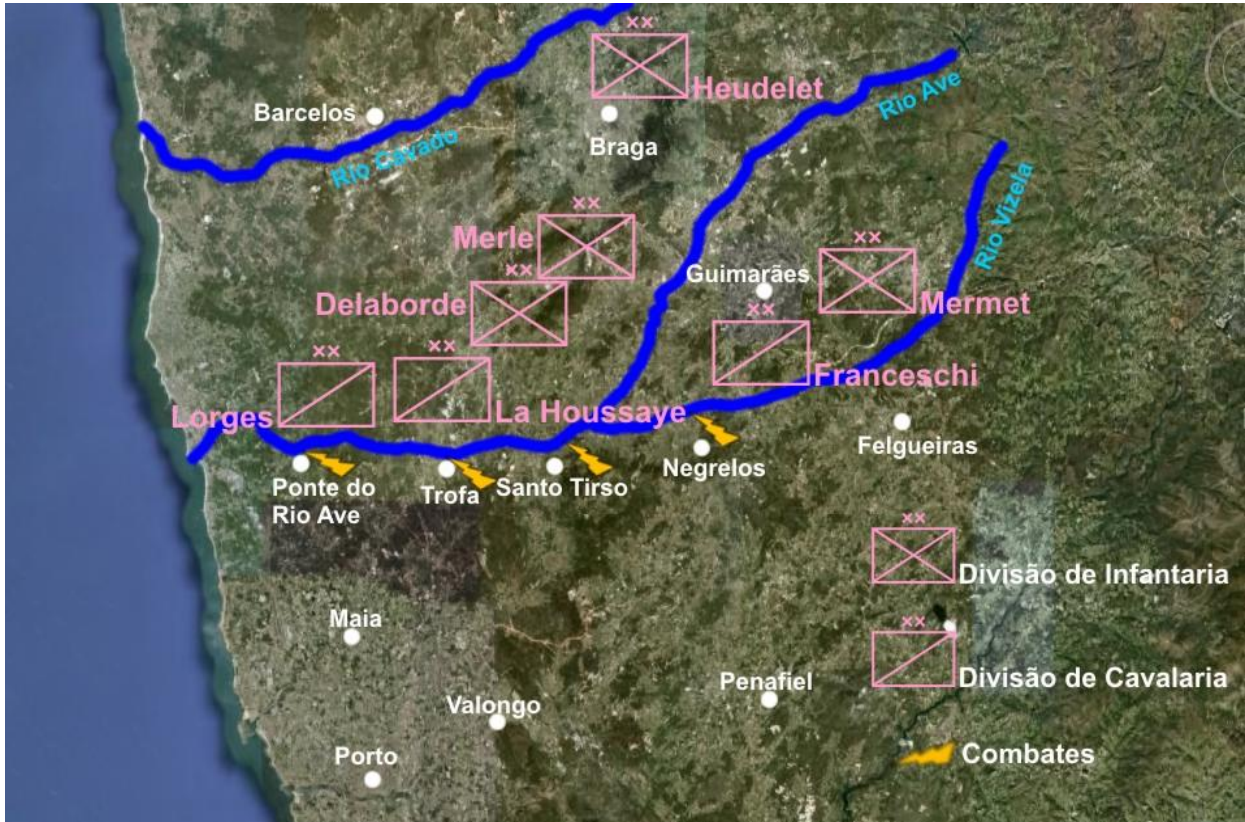 ××
Heudelet
Barcelos
Braga
Rio Ave
Rio Cavado
Rio Vizela
××
Merle
××
Guimarães
××
Mermet
Delaborde
××
Franceschi
××
Lorges
××
La Houssaye
Felgueiras
Negrelos
Ponte do
Rio Ave
Trofa
Santo Tirso
××
Divisão de Infantaria
Maia
××
Divisão de Cavalaria
Penafiel
Valongo
Porto
Combates